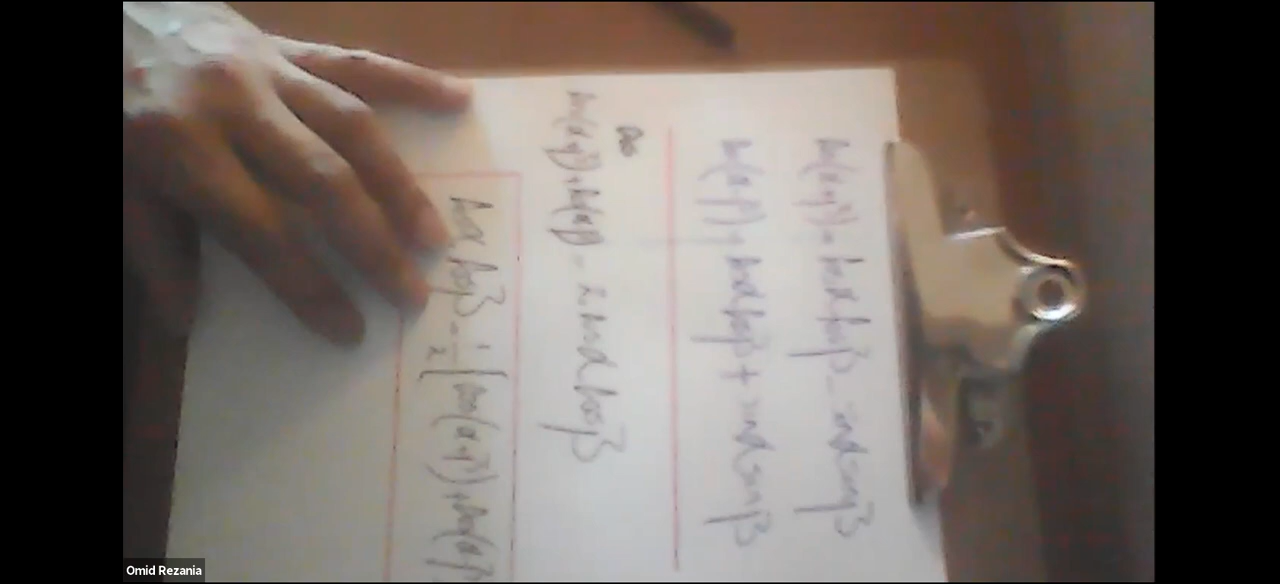 cos(α+β) = cosα cosβ - sinα sinβ
cos(α-β) = cosα cosβ + sinα sinβ
cos(α+β) + cos(α-β) = 2 cosα cosβ
cosα cosβ = 1/2 [cos(α+β) + cos(α-β
Omid Rezania